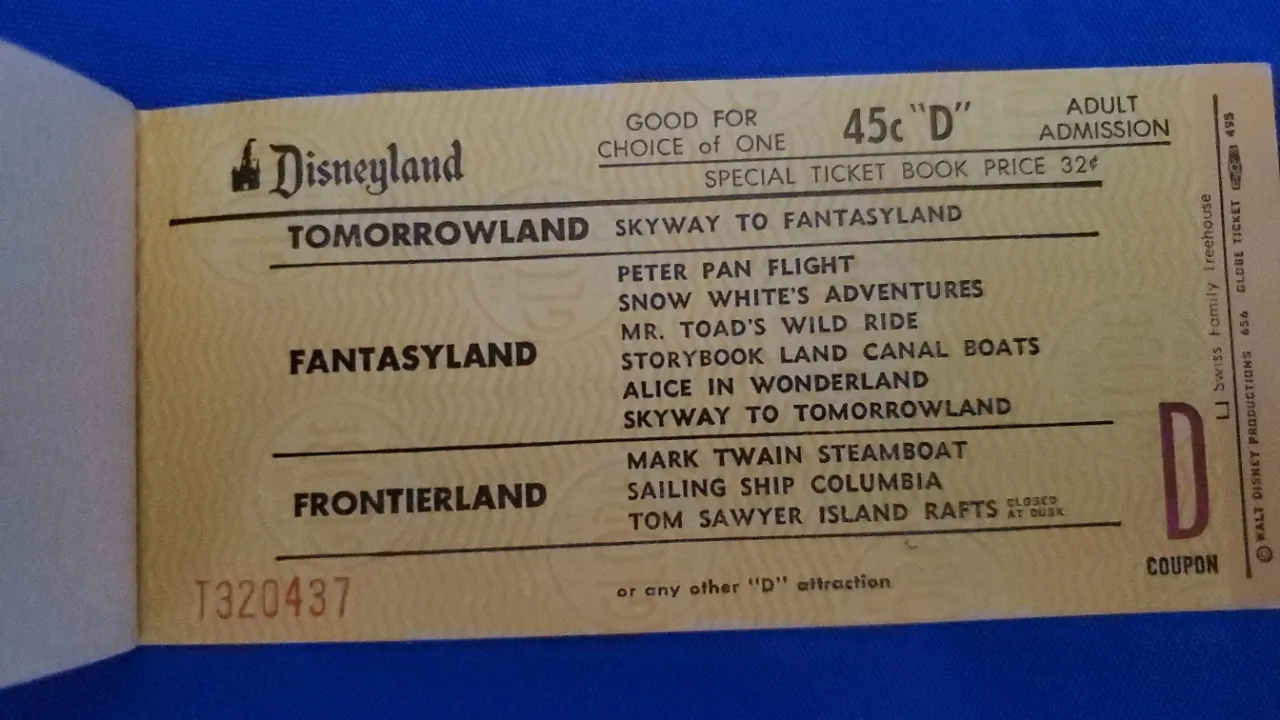 Disneyland
GOOD FOR
CHOICE of ONE
45c "D"
ADULT
ADMISSION
SPECIAL TICKET BOOK PRICE 32¢
TOMORROWLAND SKYWAY TO FANTASYLAND
FANTASYLAND
PETER PAN FLIGHT
SNOW WHITE'S ADVENTURES
MR. TOAD'S WILD RIDE
STORYBOOK LAND CANAL BOATS
ALICE IN WONDERLAND
SKYWAY TO TOMORROWLAND
FRONTIERLAND
MARK TWAIN STEAMBOAT
SAILING SHIP COLUMBIA
TOM SAWYER ISLAND RAFTS CLOSED
AT DUSK
or any other "D" attraction
T320437
D
COUPON
Swiss Family Treehouse
© WALT DISNEY PRODUCTIONS 656 GLOBE TICKET 495